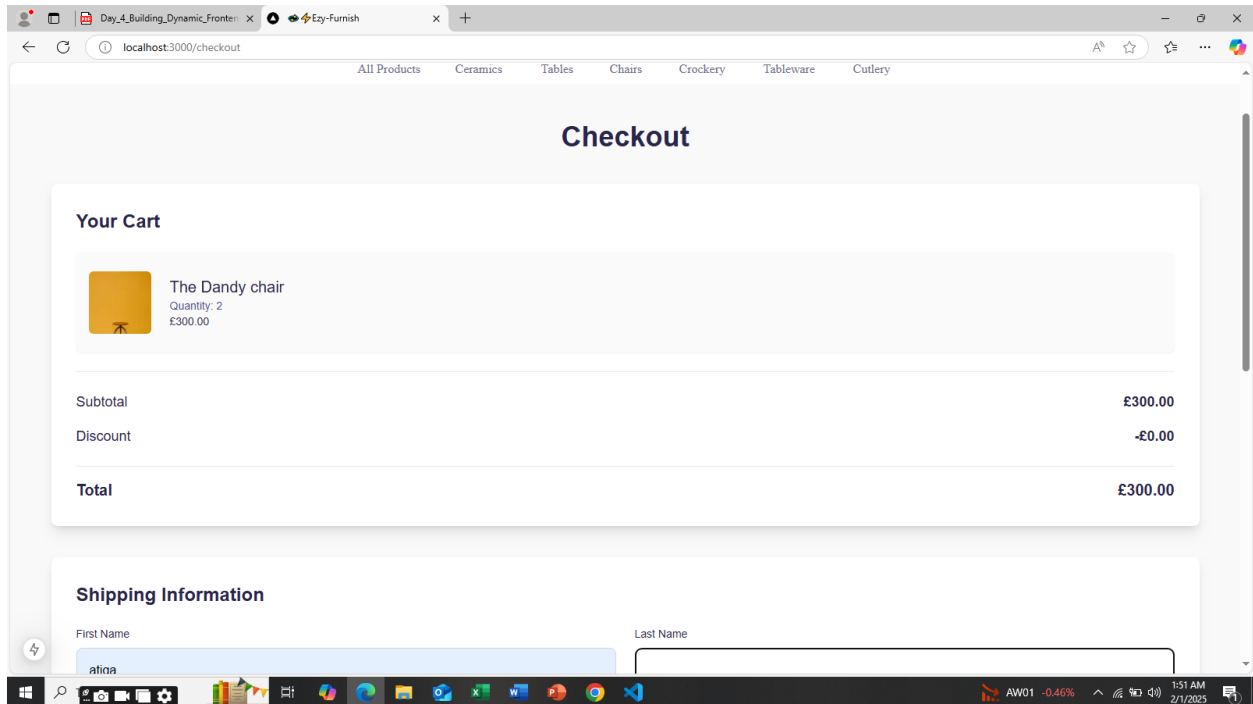 Day_4_Building_Dynamic_Fronten
Ezy-Furnish
localhost:3000/checkout
All Products Ceramics Tables Chairs Crockery Tableware Cutlery
Checkout
Your Cart
The Dandy chair
Quantity: 2
£300.00
Subtotal £300.00
Discount -£0.00
Total £300.00
Shipping Information
First Name Last Name
atiqa
AW01 -0.46%
1:51 AM
2/1/2025